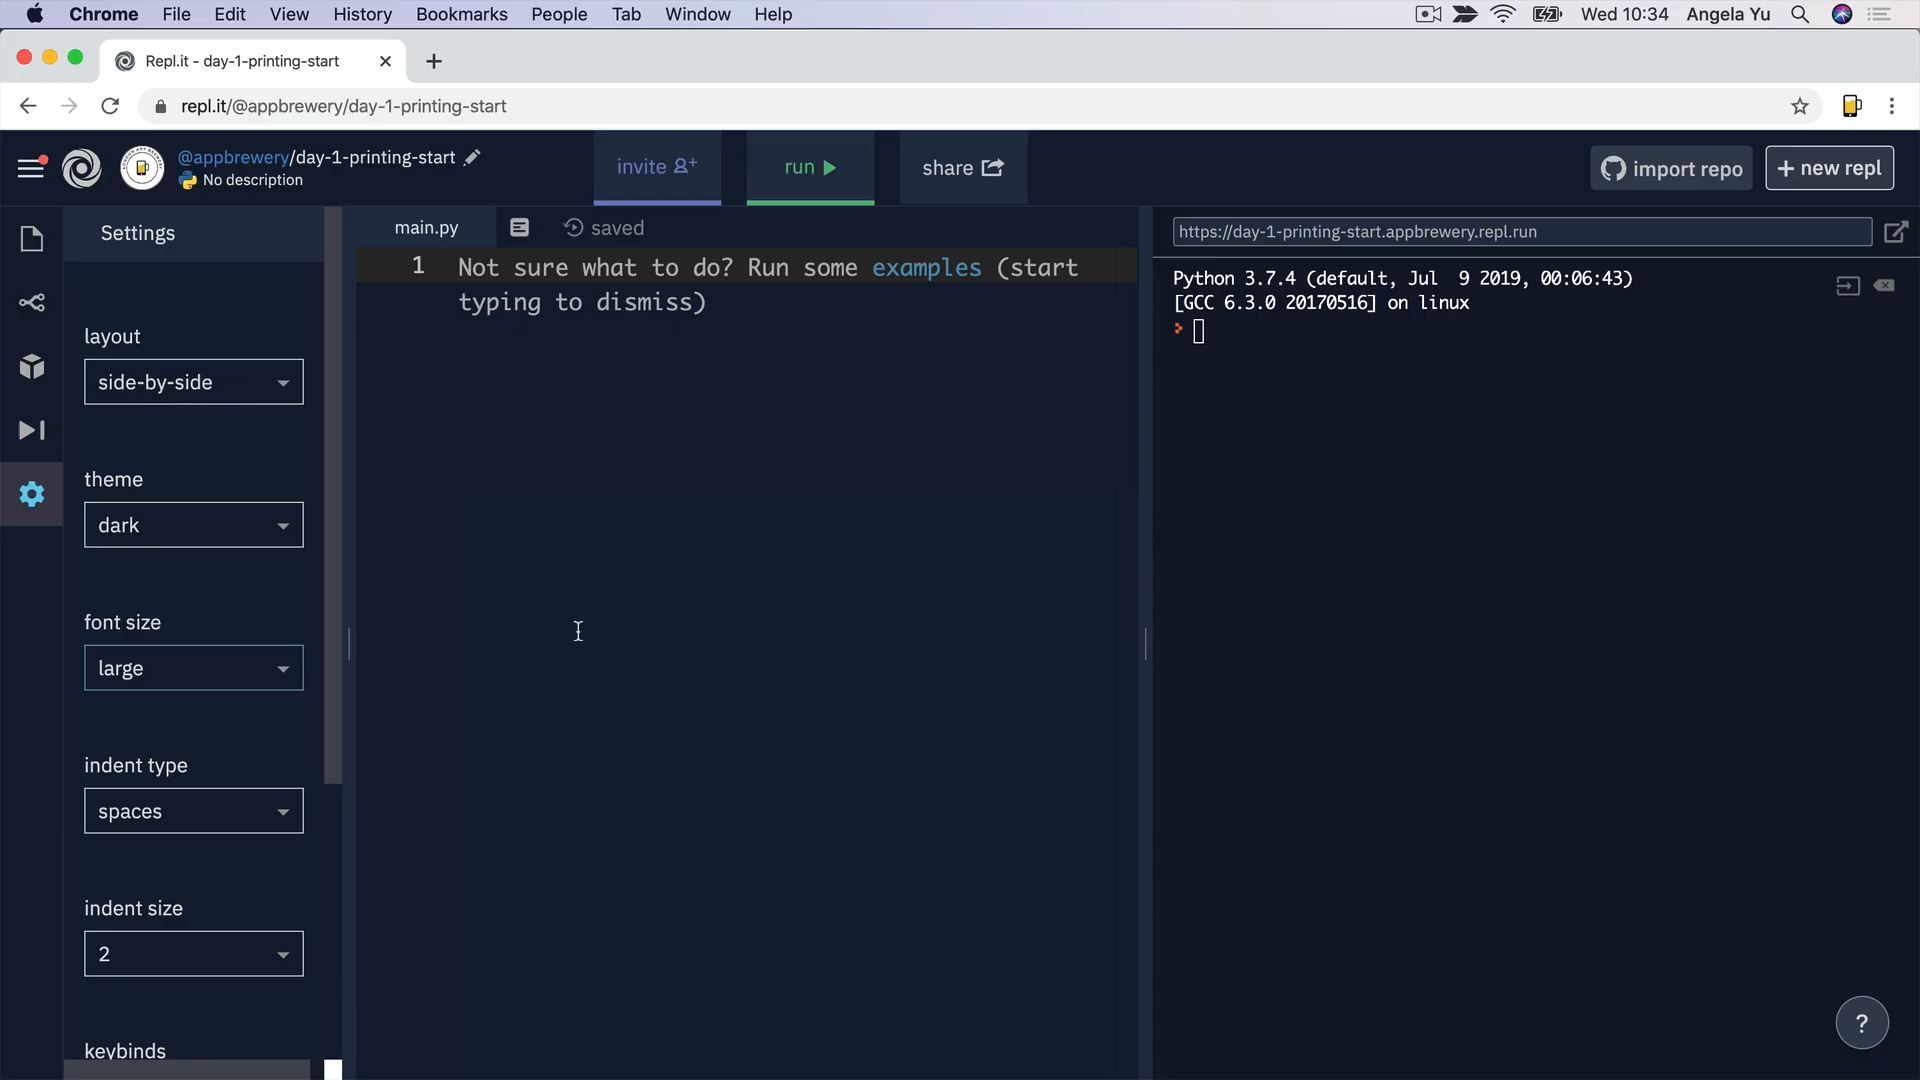 Chrome File Edit View History Bookmarks People Tab Window Help Wed 10:34 Angela Yu
Repl.it - day-1-printing-start
repl.it/@appbrewery/day-1-printing-start
@appbrewery/day-1-printing-start
No description
invite
run
share
import repo
+ new repl
Settings
main.py
saved
https://day-1-printing-start.appbrewery.repl.run
1 Not sure what to do? Run some examples (start
typing to dismiss)
Python 3.7.4 (default, Jul  9 2019, 00:06:43)
[GCC 6.3.0 20170516] on linux
layout
side-by-side
theme
dark
font size
large
indent type
spaces
indent size
2
keybinds
?